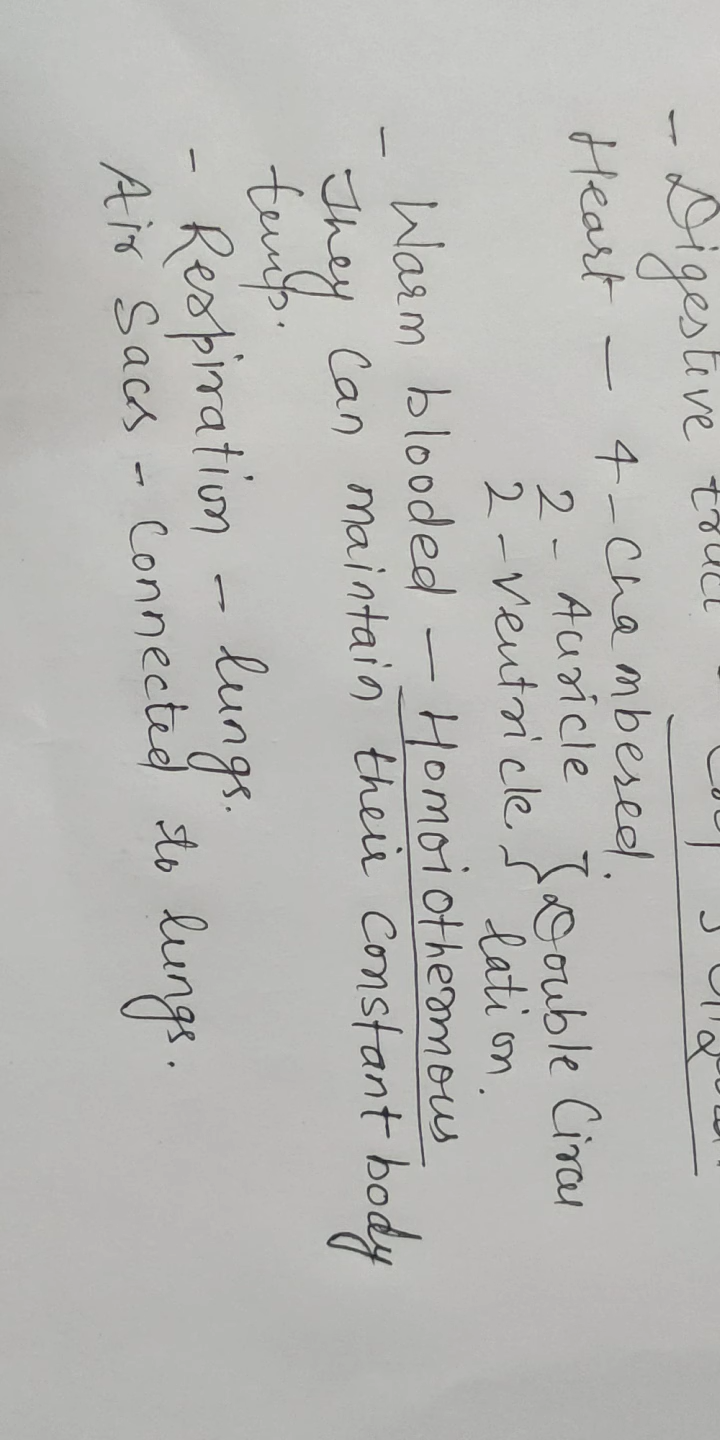 - Digestive tract
Heart - 4 - Chambered.
2 - Auricle } Double Circu
2 - Ventricle } lation.
- Warm blooded - Homoiothermous
- They can maintain their constant body
temp.
- Respiration - lungs.
Air Sacs - Connected to lungs.